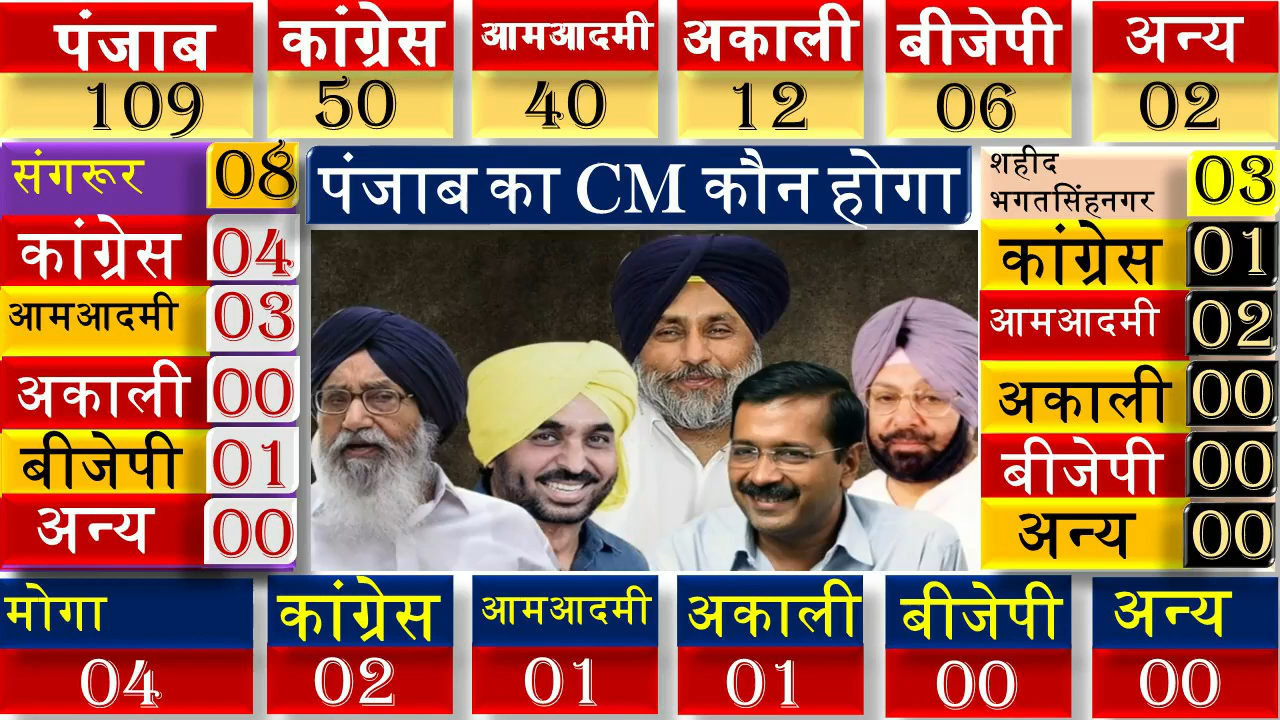 पंजाब कांग्रेस आमआदमी अकाली बीजेपी अन्य
109 50 40 12 06 02
पंजाब का CM कौन होगा
संगरूर 08
कांग्रेस 04
आमआदमी 03
अकाली 00
बीजेपी 01
अन्य 00
शहीद
भगतसिंहनगर 03
कांग्रेस 01
आमआदमी 02
अकाली 00
बीजेपी 00
अन्य 00
मोगा कांग्रेस आमआदमी अकाली बीजेपी अन्य
04 02 01 01 00 00